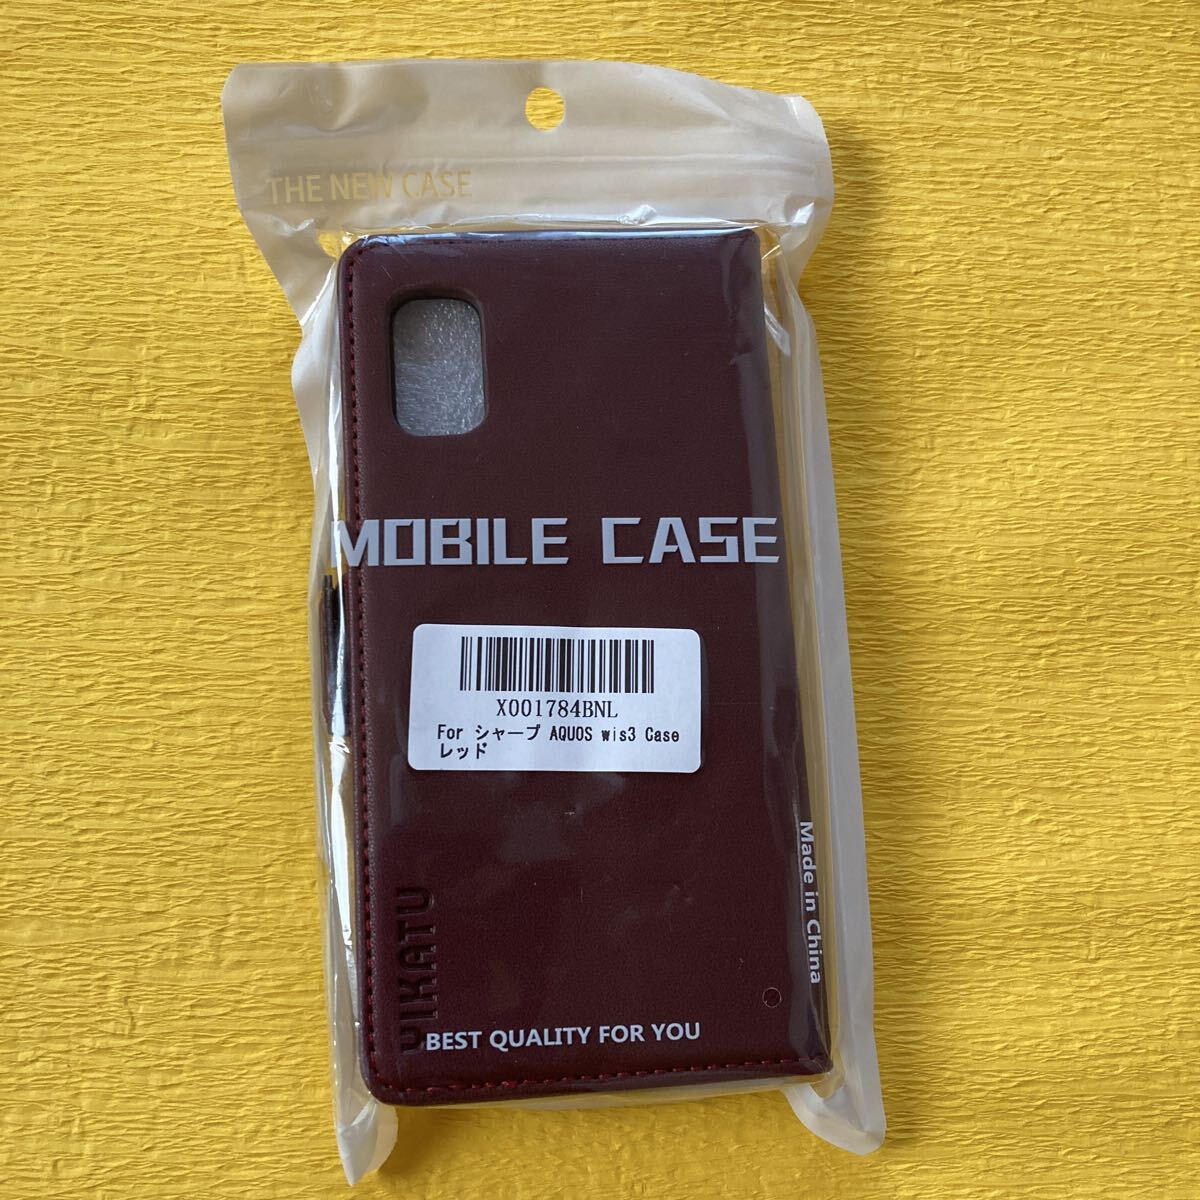 THE NEW CASE
MOBILE CASE
X001784BNL
For シャープ AQUOS wis3 Case
レッド
Made in China
BEST QUALITY FOR YOU